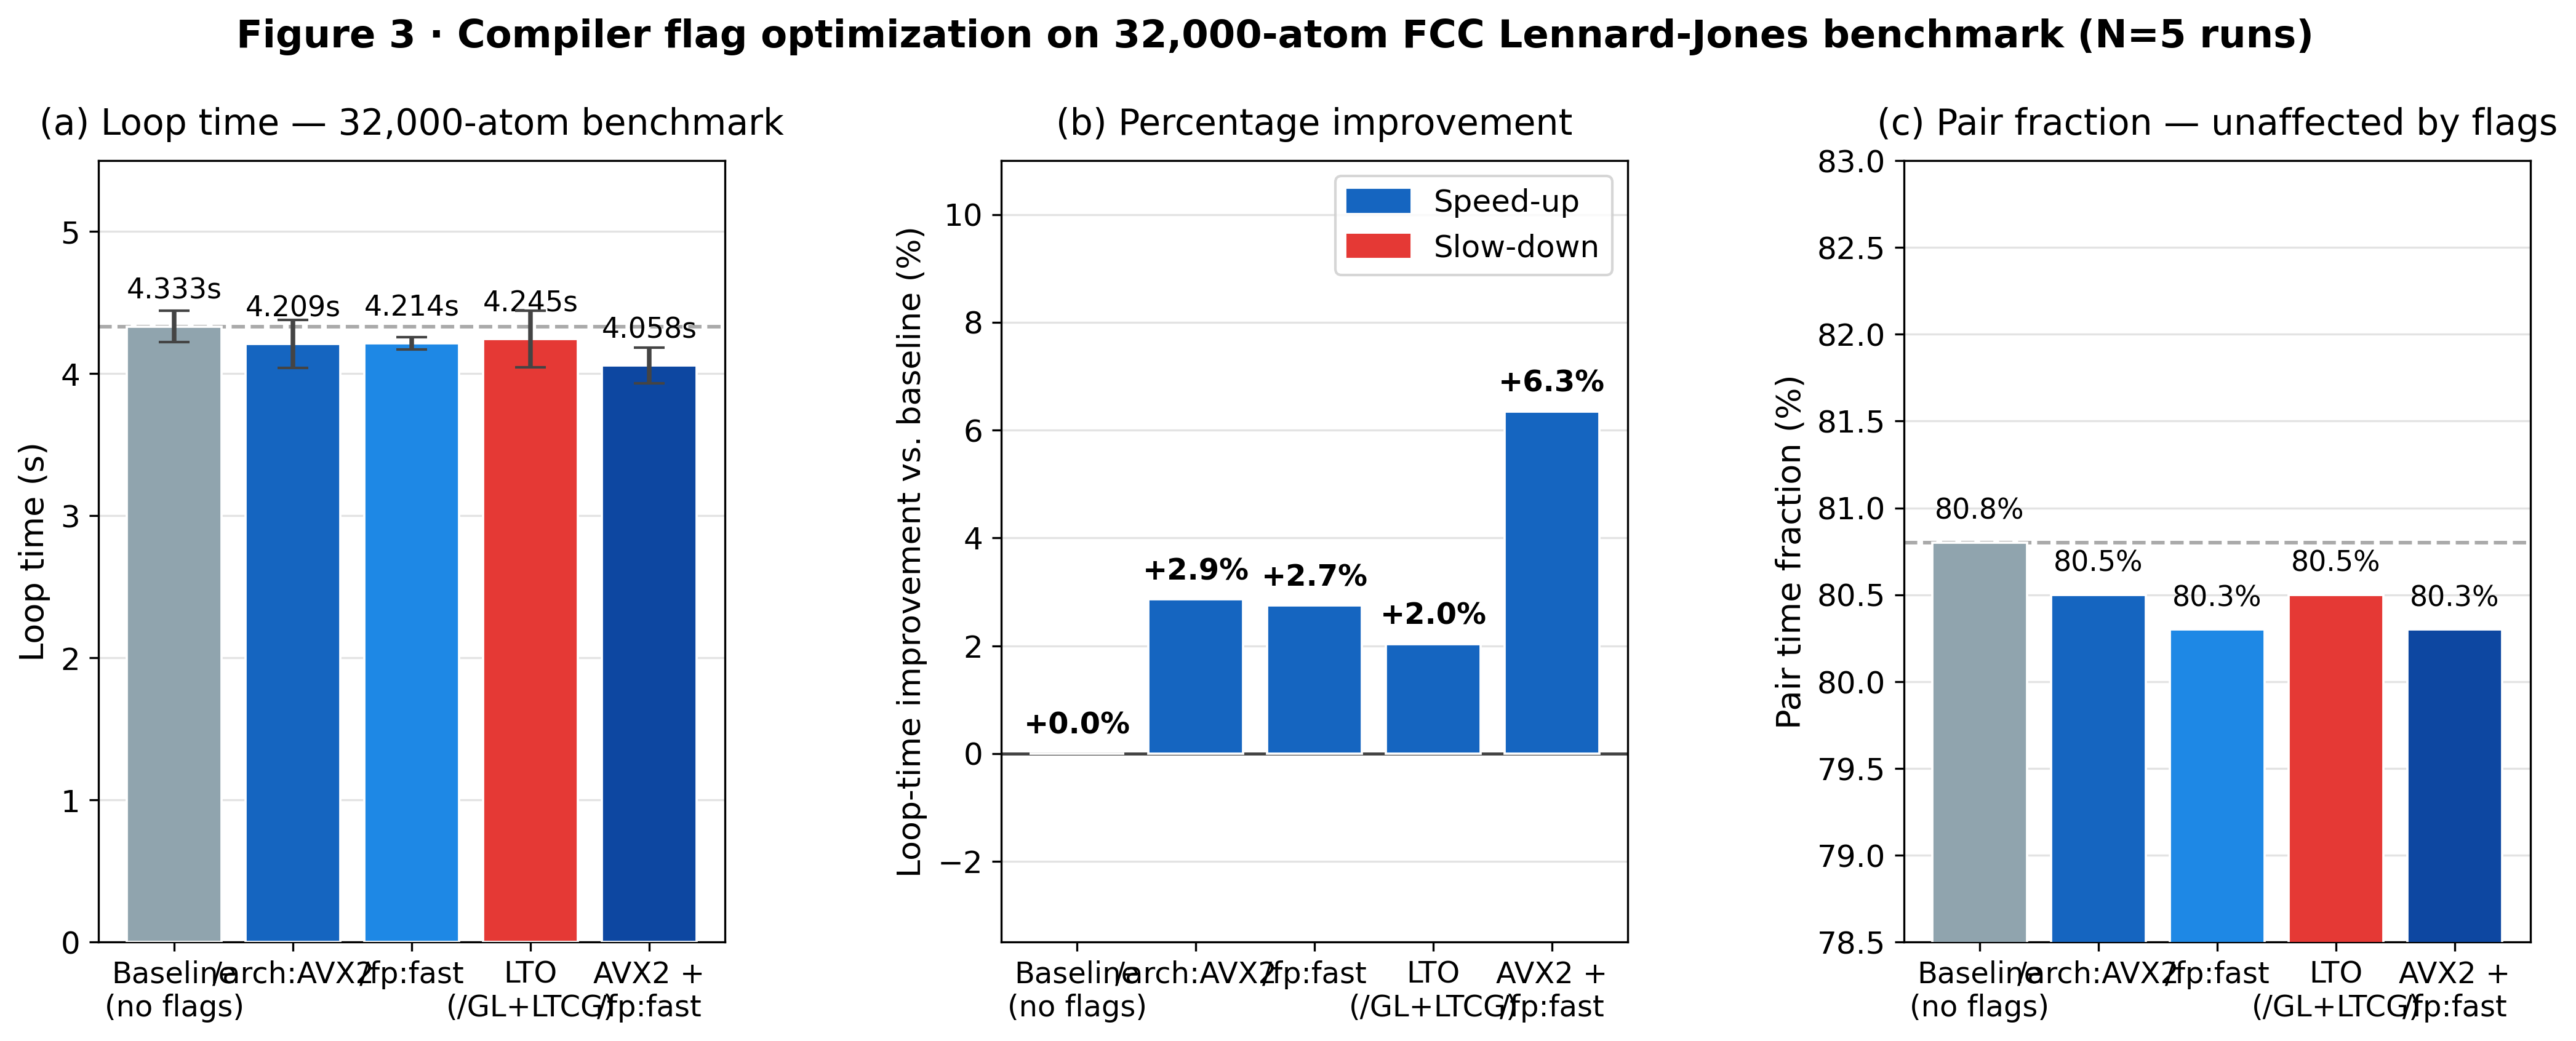 Figure 3 · Compiler flag optimization on 32,000-atom FCC Lennard-Jones benchmark (N=5 runs)
(a) Loop time — 32,000-atom benchmark
Loop time (s)
5
4
3
2
1
0
4.333s
4.209s
4.214s
4.245s
4.058s
Baseline
(no flags)
/arch:AVX2
/fp:fast
LTO
(/GL+LTCG)
AVX2 +
/fp:fast
(b) Percentage improvement
Loop-time improvement vs. baseline (%)
10
8
6
4
2
0
−2
Speed-up
Slow-down
+0.0%
+2.9%
+2.7%
+2.0%
+6.3%
Baseline
(no flags)
/arch:AVX2
/fp:fast
LTO
(/GL+LTCG)
AVX2 +
/fp:fast
(c) Pair fraction — unaffected by flags
Pair time fraction (%)
83.0
82.5
82.0
81.5
81.0
80.5
80.0
79.5
79.0
78.5
80.8%
80.5%
80.3%
80.5%
80.3%
Baseline
(no flags)
/arch:AVX2
/fp:fast
LTO
(/GL+LTCG)
AVX2 +
/fp:fast